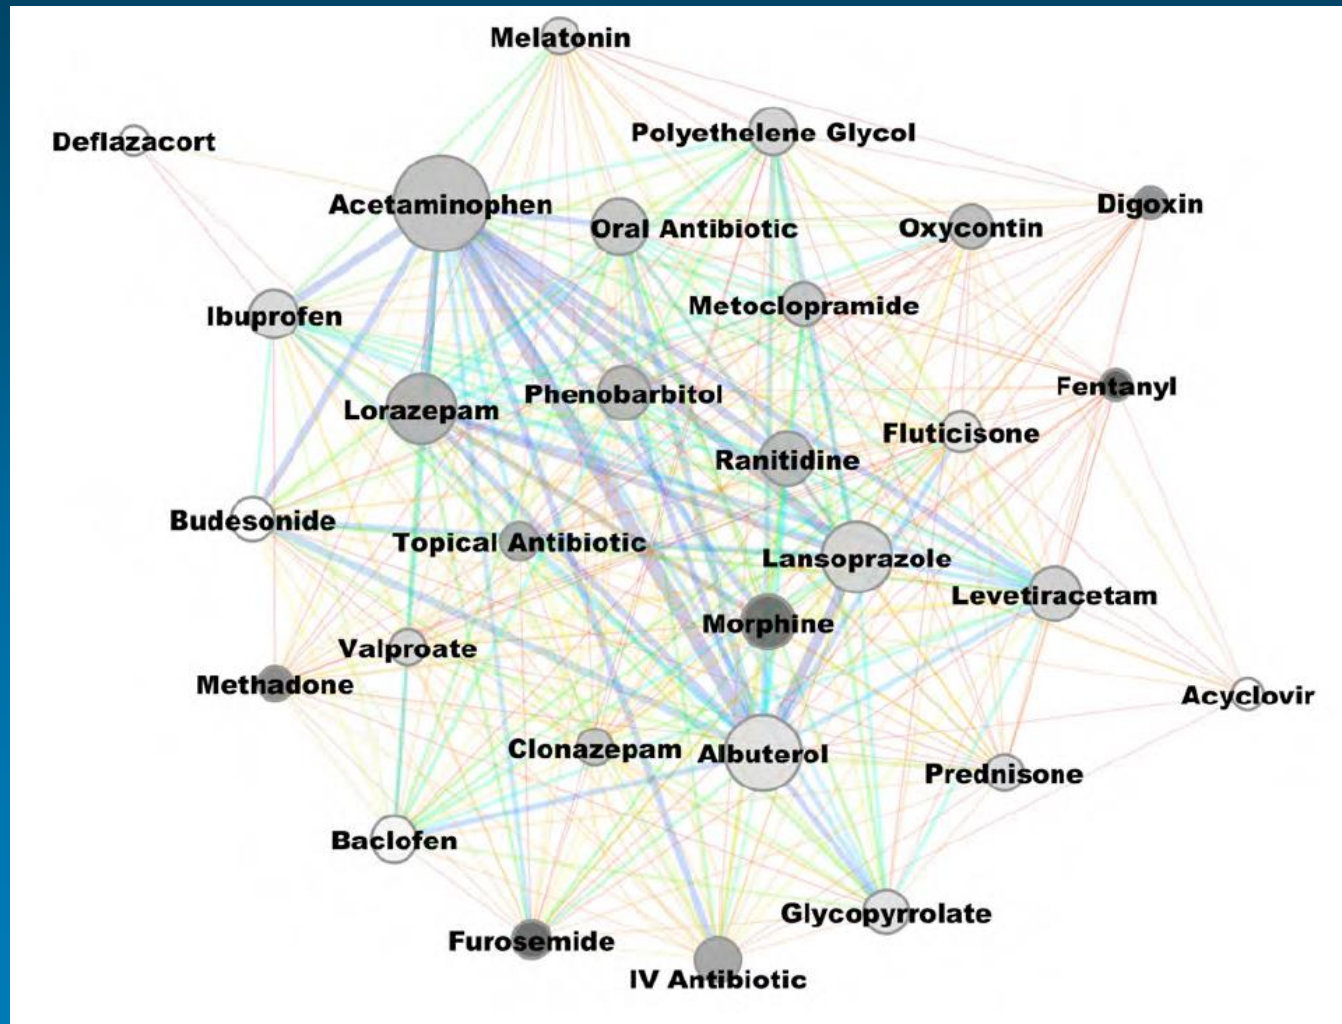 Melatonin
Polyethelene Glycol
Deflazacort
Acetaminophen
Digoxin
Oral Antibiotic
Oxycontin
Metoclopramide
Ibuprofen
Fentanyl
Phenobarbitol
Lorazepam
Fluticisone
Ranitidine
Budesonide
Topical Antibiotic
Lansoprazole
Levetiracetam
Morphine
Valproate
Methadone
Acyclovir
Clonazepam
Albuterol
Prednisone
Baclofen
Glycopyrrolate
Furosemide
IV Antibiotic